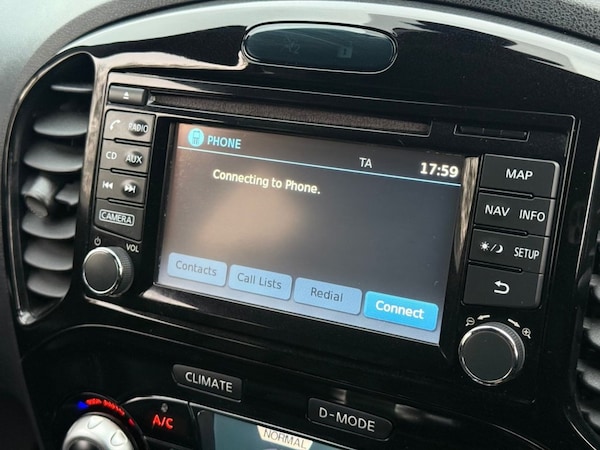 PHONE
TA
17:59
Connecting to Phone.
Contacts
Call Lists
Redial
Connect
RADIO
CD
AUX
CAMERA
VOL
MAP
NAV
INFO
SETUP
CLIMATE
D-MODE
A/C
NORMAL